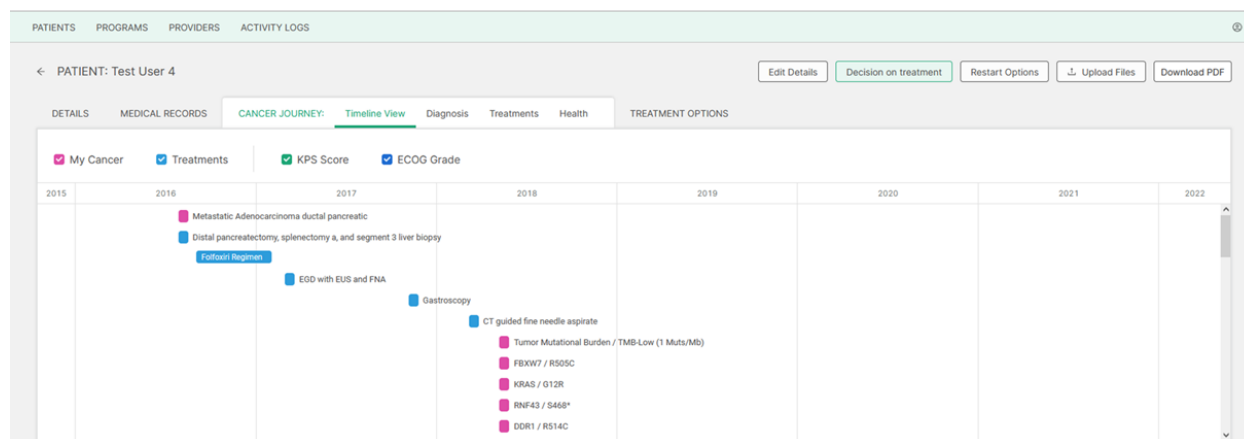 PATIENTS PROGRAMS PROVIDERS ACTIVITY LOGS
PATIENT: Test User 4
Edit Details Decision on treatment Restart Options Upload Files Download PDF
DETAILS MEDICAL RECORDS CANCER JOURNEY: Timeline View Diagnosis Treatments Health TREATMENT OPTIONS
My Cancer Treatments KPS Score ECOG Grade
2015 2016 2017 2018 2019 2020 2021 2022
Metastatic Adenocarcinoma ductal pancreatic
Distal pancreatectomy, splenectomy a, and segment 3 liver biopsy
Folfoxiri Regimen
EGD with EUS and FNA
Gastroscopy
CT guided fine needle aspirate
Tumor Mutational Burden / TMB-Low (1 Muts/Mb)
FBXW7 / R505C
KRAS / G12R
RNF43 / S468*
DDR1 / R514C